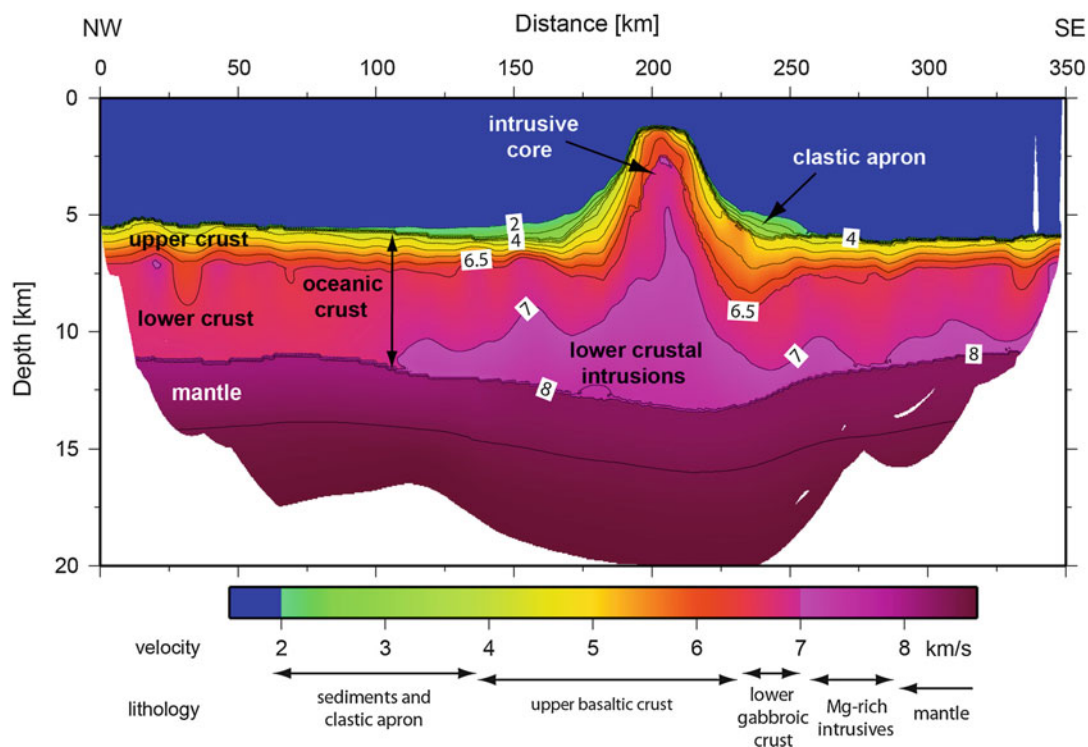 NW
Distance [km]
SE
0 50 100 150 200 250 300 350
0
5
10
15
20
Depth [km]
intrusive
core
clastic apron
2
4
4
upper crust
6.5
oceanic
crust
lower crust
7
6.5
7
lower crustal
intrusions
8
8
mantle
velocity 2 3 4 5 6 7 8 km/s
lithology
sediments and
clastic apron
upper basaltic crust
lower
gabbroic
crust
Mg-rich
intrusives
mantle